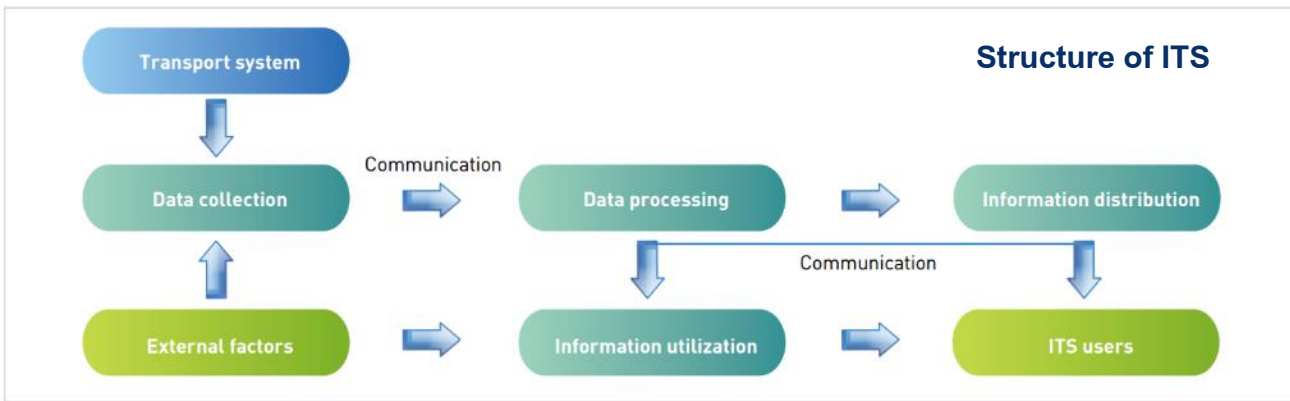 Structure of ITS
Transport system
Communication
Data collection
Data processing
Information distribution
Communication
External factors
Information utilization
ITS users